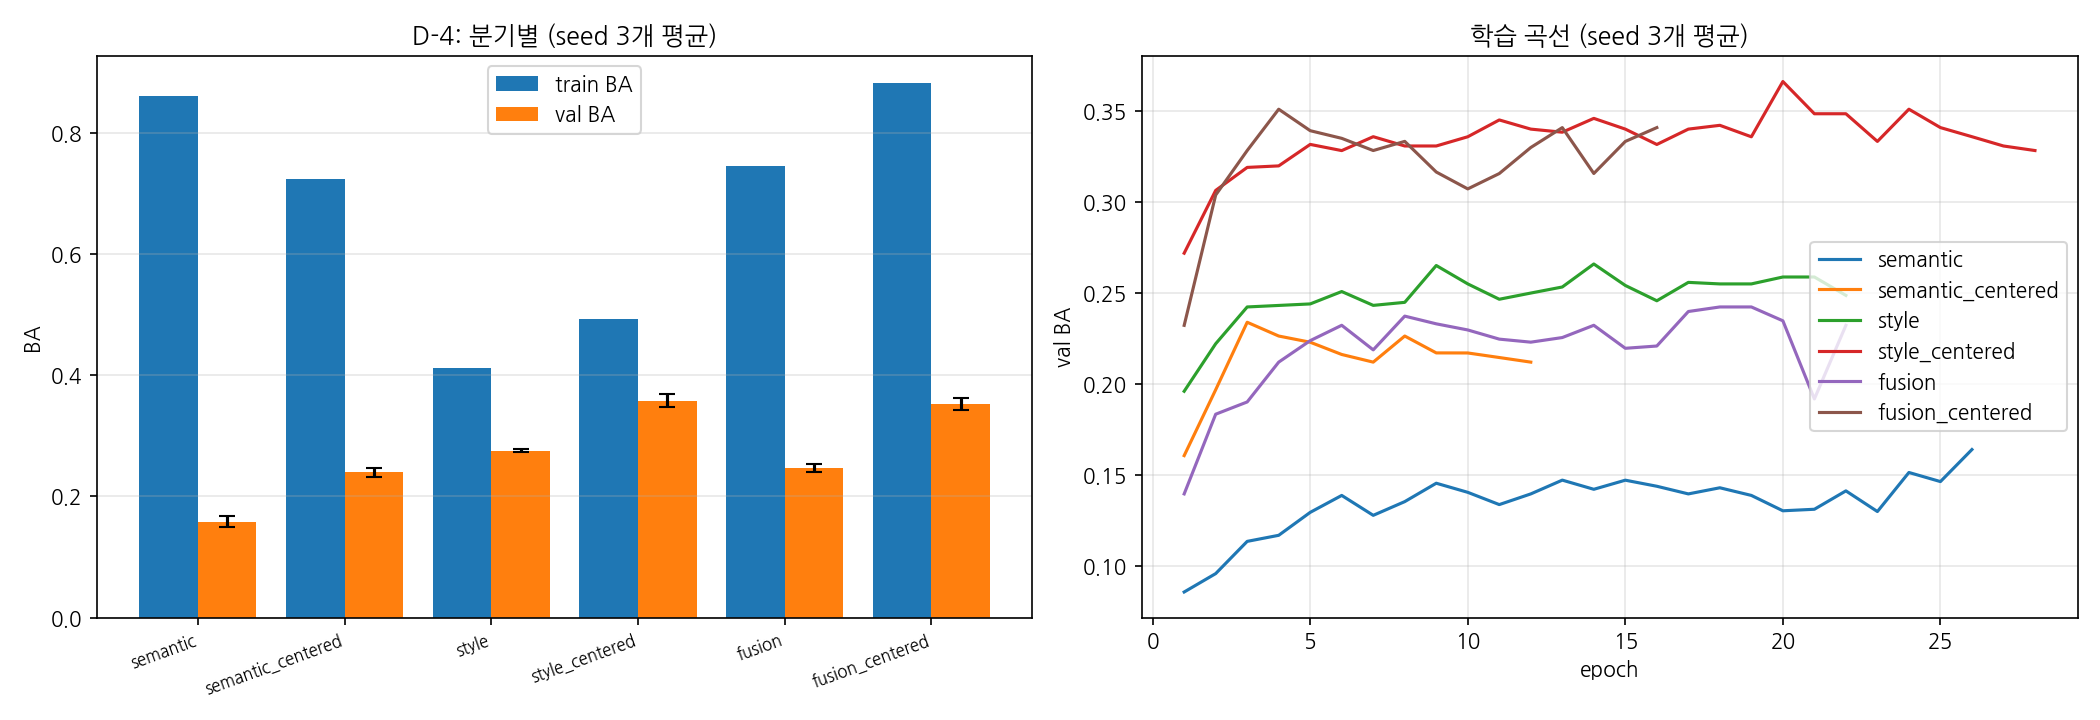 D-4: 분기별 (seed 3개 평균)
train BA
val BA
BA
0.8
0.6
0.4
0.2
0.0
semantic
semantic_centered
style
style_centered
fusion
fusion_centered
학습 곡선 (seed 3개 평균)
val BA
0.35
0.30
0.25
0.20
0.15
0.10
semantic
semantic_centered
style
style_centered
fusion
fusion_centered
0 5 10 15 20 25
epoch